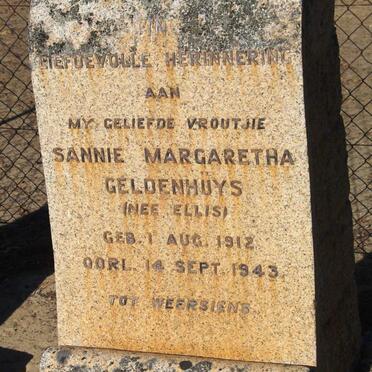 IN
LIEFDEVOLLE HERINNERING
AAN
MY GELIEFDE VROUTJIE
SANNIE MARGARETHA
GELDENHUYS
(NEE ELLIS)
GEB. 1 AUG. 1912
OORL. 14 SEPT. 1943.
TOT WEERSIENS